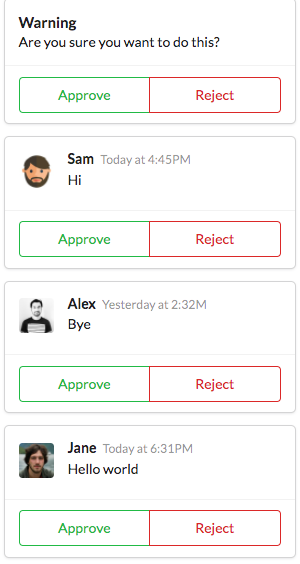 Warning
Are you sure you want to do this?
Approve Reject
Sam Today at 4:45PM
Hi
Approve Reject
Alex Yesterday at 2:32M
Bye
Approve Reject
Jane Today at 6:31PM
Hello world
Approve Reject